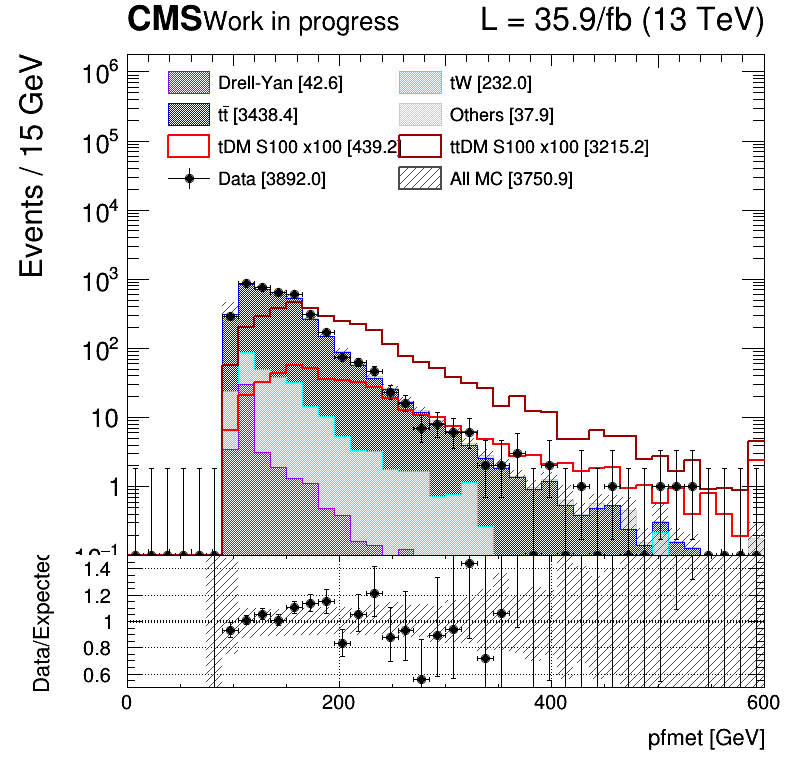 CMS Work in progress L = 35.9/fb (13 TeV)
Events / 15 GeV
10⁶
10⁵
10⁴
10³
10²
10
1
10⁻¹
Drell-Yan [42.6] tW [232.0]
tt̄ [3438.4] Others [37.9]
tDM S100 x100 [439.2] ttDM S100 x100 [3215.2]
Data [3892.0] All MC [3750.9]
Data/Expected
1.4
1.2
1
0.8
0.6
0 200 400 600
pfmet [GeV]